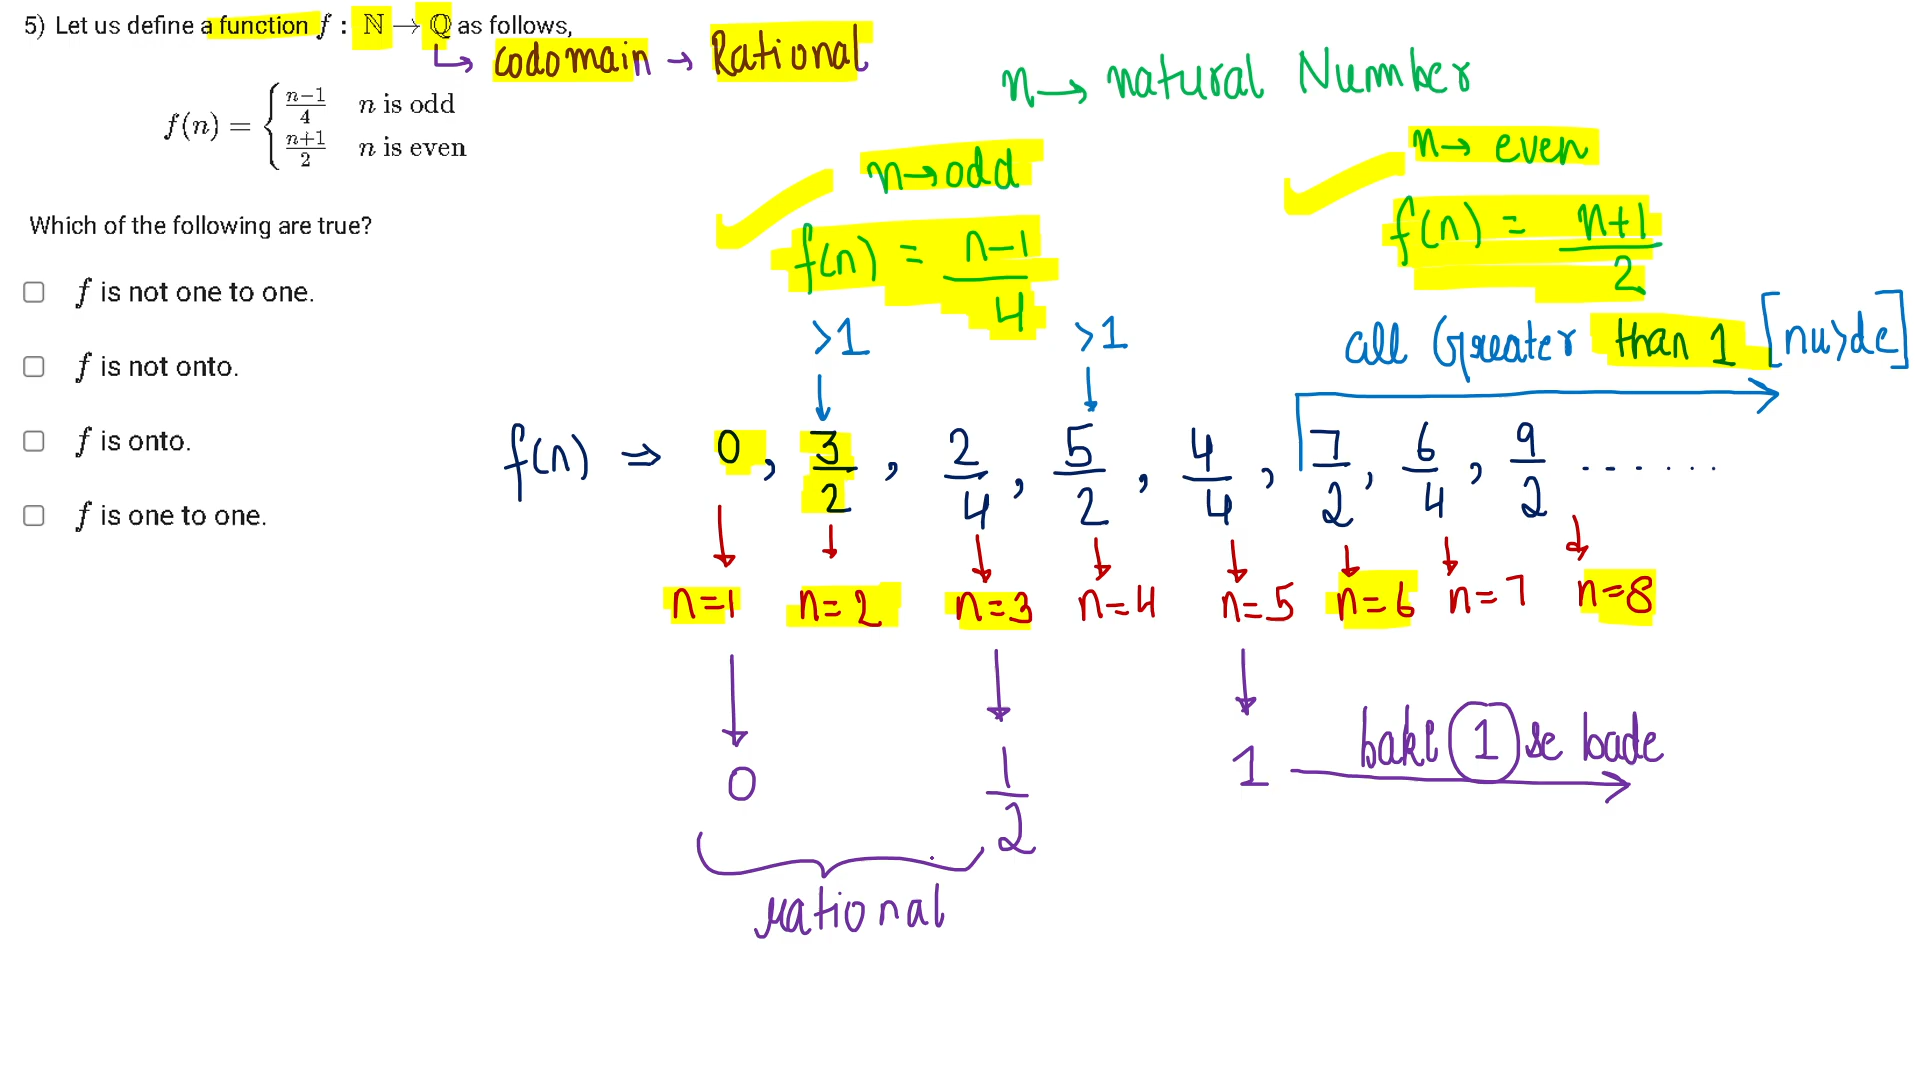 5) Let us define a function f : ℕ → ℚ as follows,
↳ codomain → Rational
n → natural Number
f(n) = { n−1/4 n is odd
n+1/2 n is even
n → odd
n → even
f(n) = n−1/4
f(n) = n+1/2
Which of the following are true?
f is not one to one.
f is not onto.
f is onto.
f is one to one.
>1
>1
all Greater than 1 [nu>de]
f(n) ⇒ 0, 3/2, 2/4, 5/2, 4/4, 7/2, 6/4, 9/2 .......
n=1 n=2 n=3 n=4 n=5 n=6 n=7 n=8
0 1/2 1 baki 1 se bade
rational